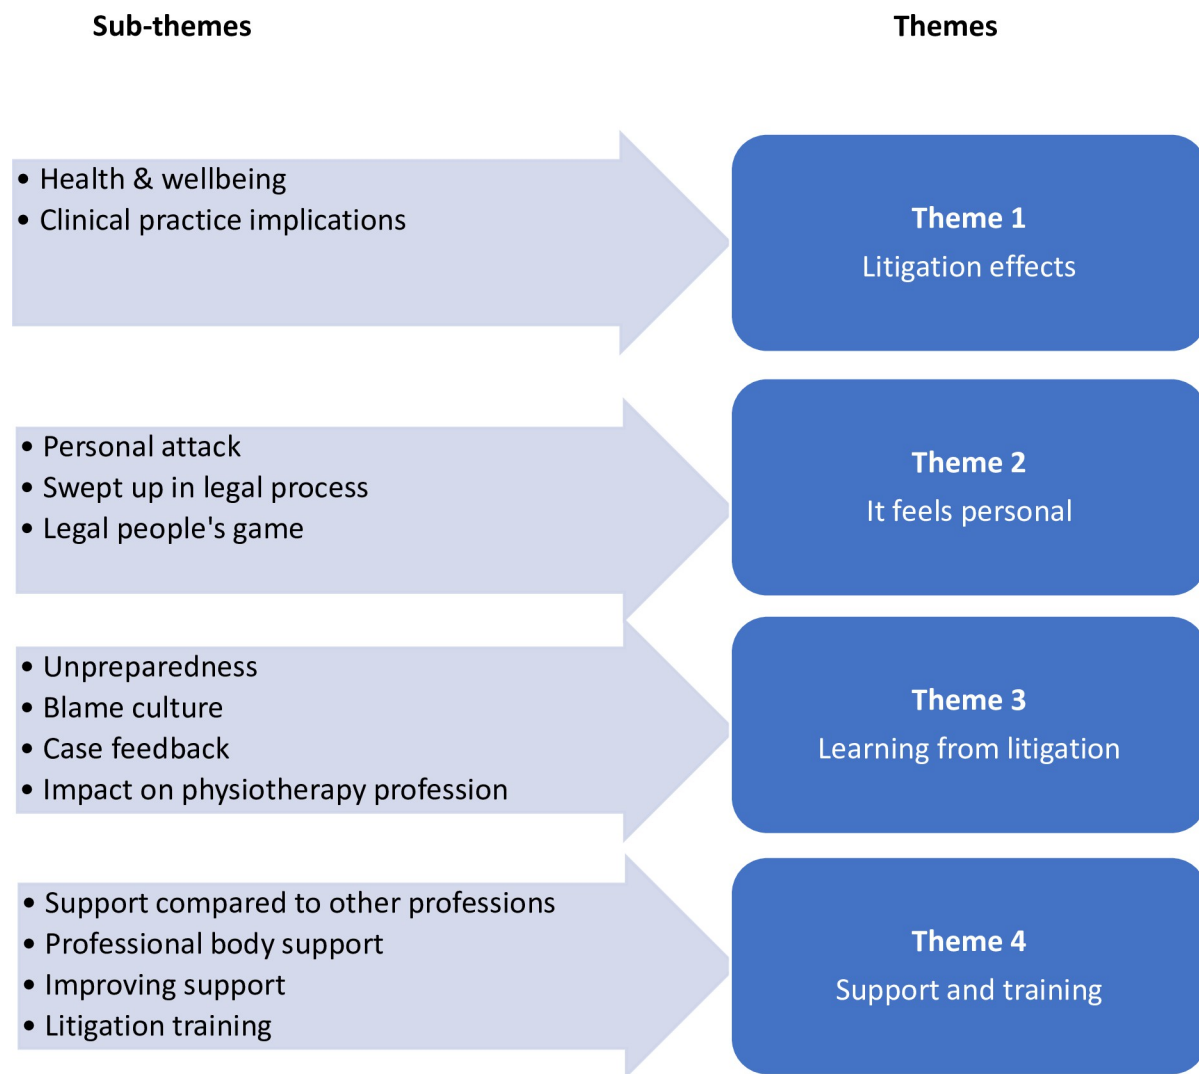 Sub-themes
Themes
• Health & wellbeing
• Clinical practice implications
Theme 1
Litigation effects
• Personal attack
• Swept up in legal process
• Legal people's game
Theme 2
It feels personal
• Unpreparedness
• Blame culture
• Case feedback
• Impact on physiotherapy profession
Theme 3
Learning from litigation
• Support compared to other professions
• Professional body support
• Improving support
• Litigation training
Theme 4
Support and training